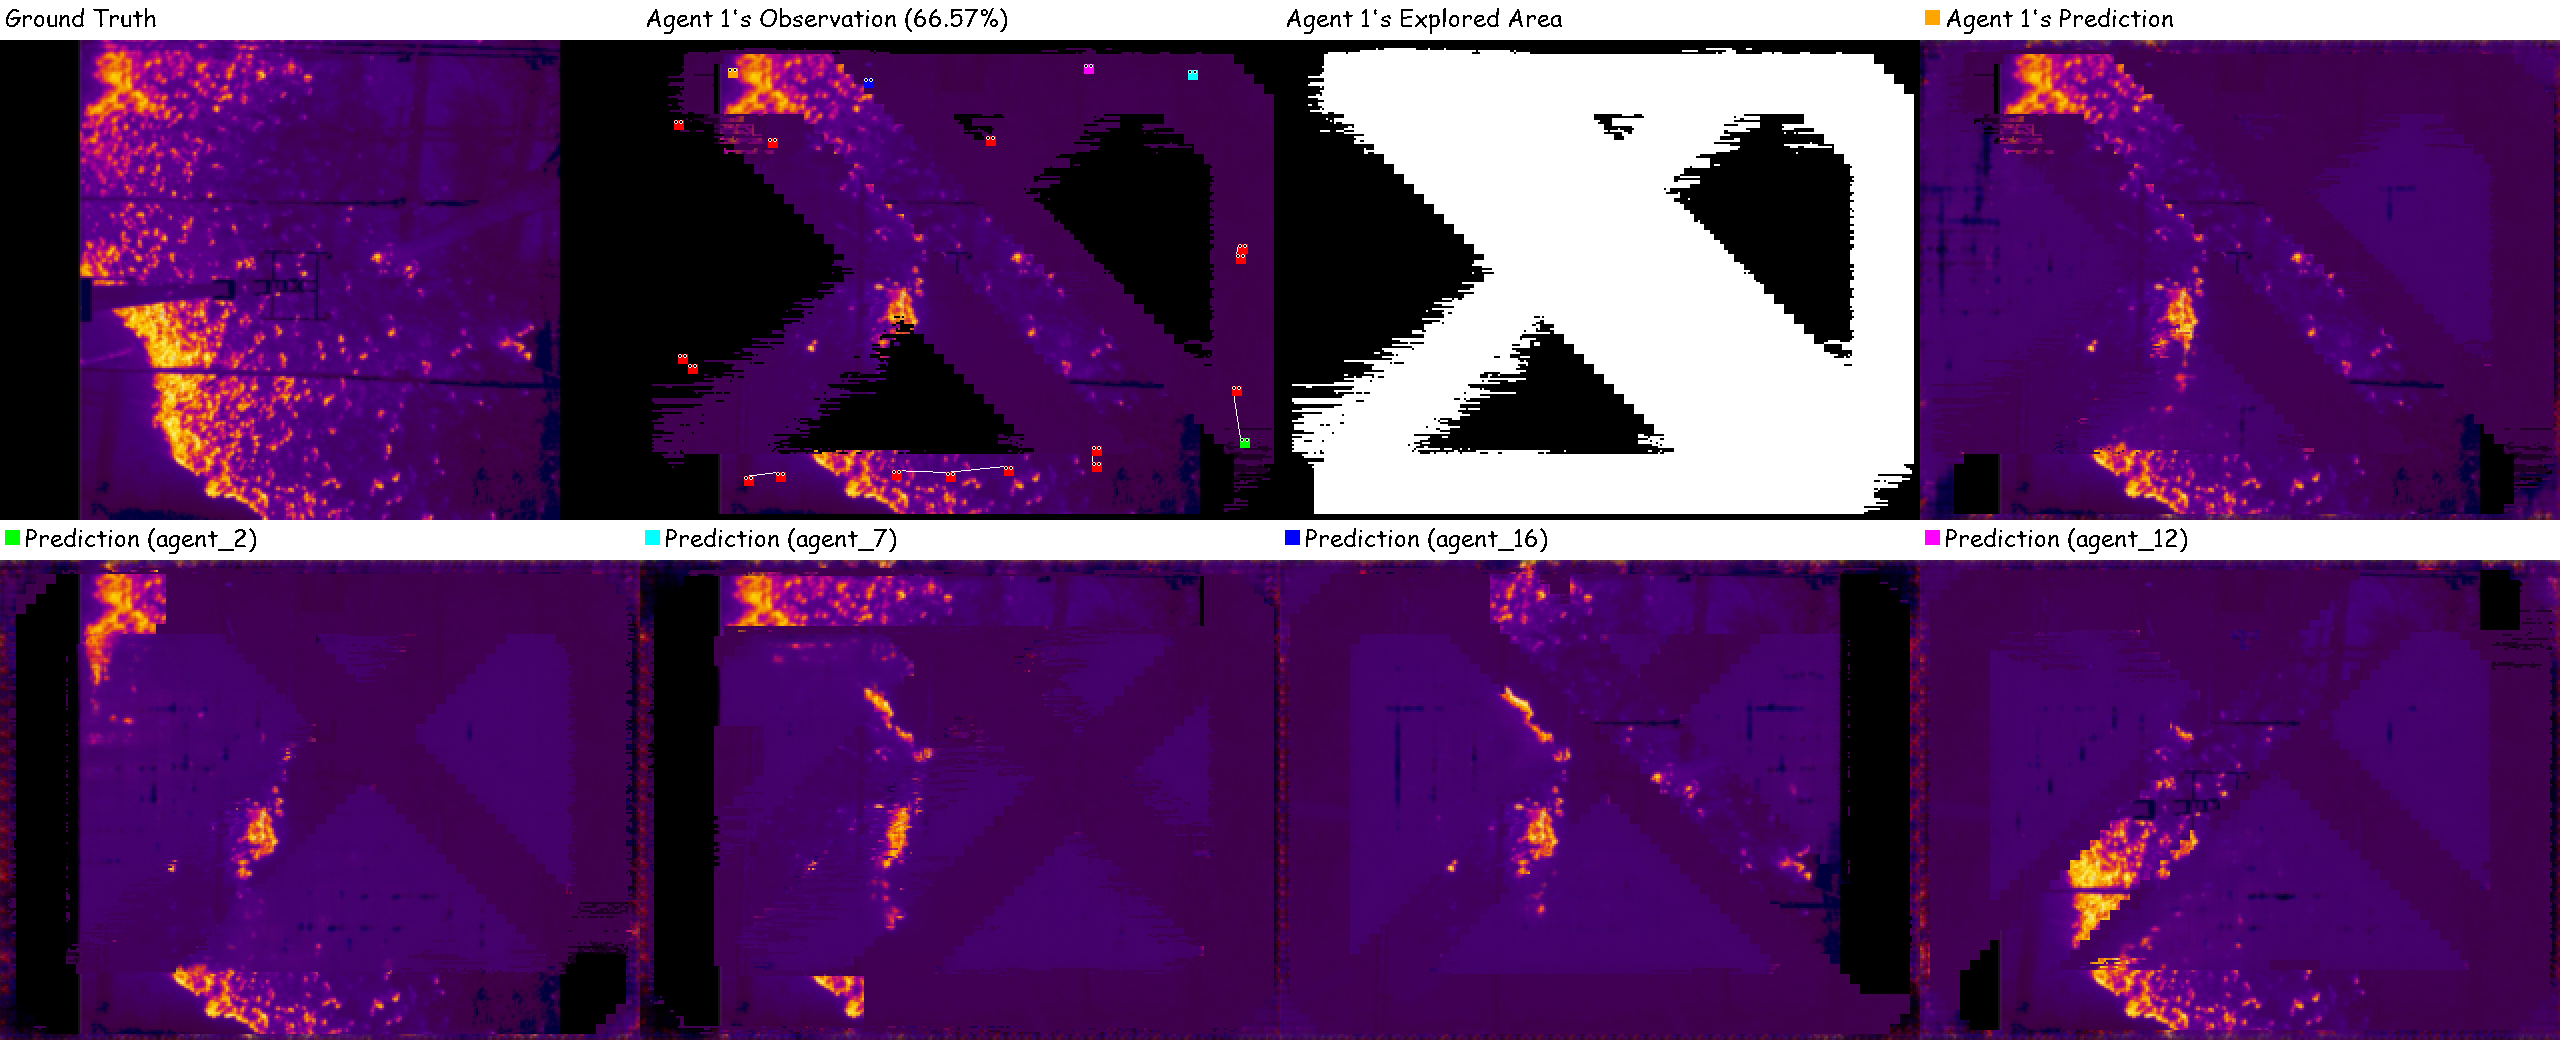 Ground Truth
Agent 1's Observation (66.57%)
Agent 1's Explored Area
Agent 1's Prediction
Prediction (agent_2)
Prediction (agent_7)
Prediction (agent_16)
Prediction (agent_12)